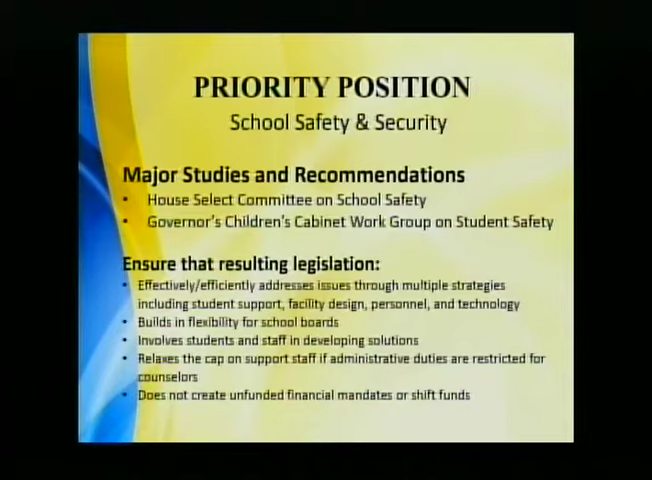 PRIORITY POSITION
School Safety & Security
Major Studies and Recommendations
• House Select Committee on School Safety
• Governor's Children's Cabinet Work Group on Student Safety
Ensure that resulting legislation:
• Effectively/efficiently addresses issues through multiple strategies
including student support, facility design, personnel, and technology
• Builds in flexibility for school boards
• Involves students and staff in developing solutions
• Relaxes the cap on support staff if administrative duties are restricted for
counselors
• Does not create unfunded financial mandates or shift funds